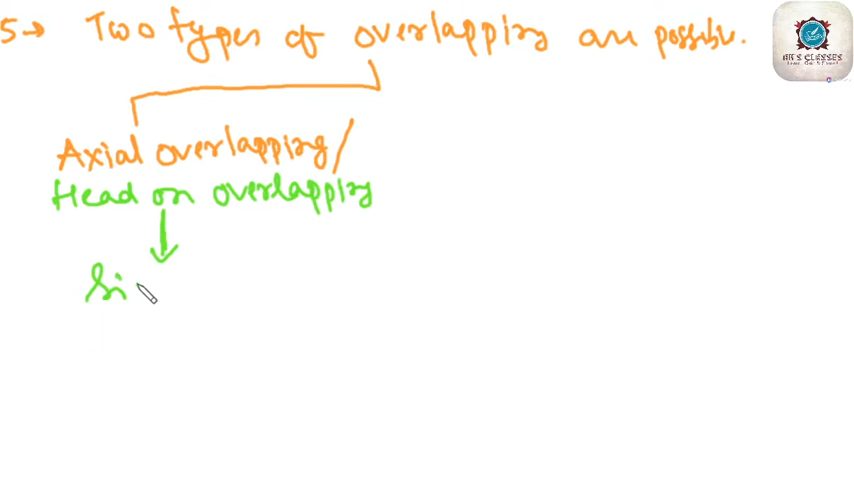 5→ Two types of overlapping are possible.
Axial overlapping/
Head on overlapping
Si